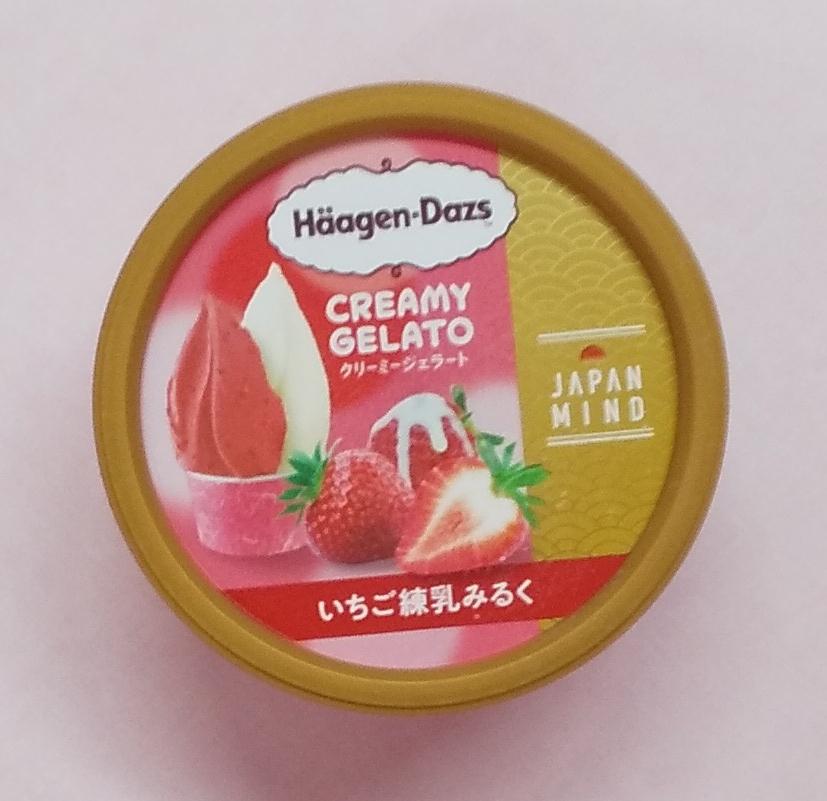 Häagen-Dazs
CREAMY
GELATO
クリーミージェラート
JAPAN
MIND
いちご練乳みるく